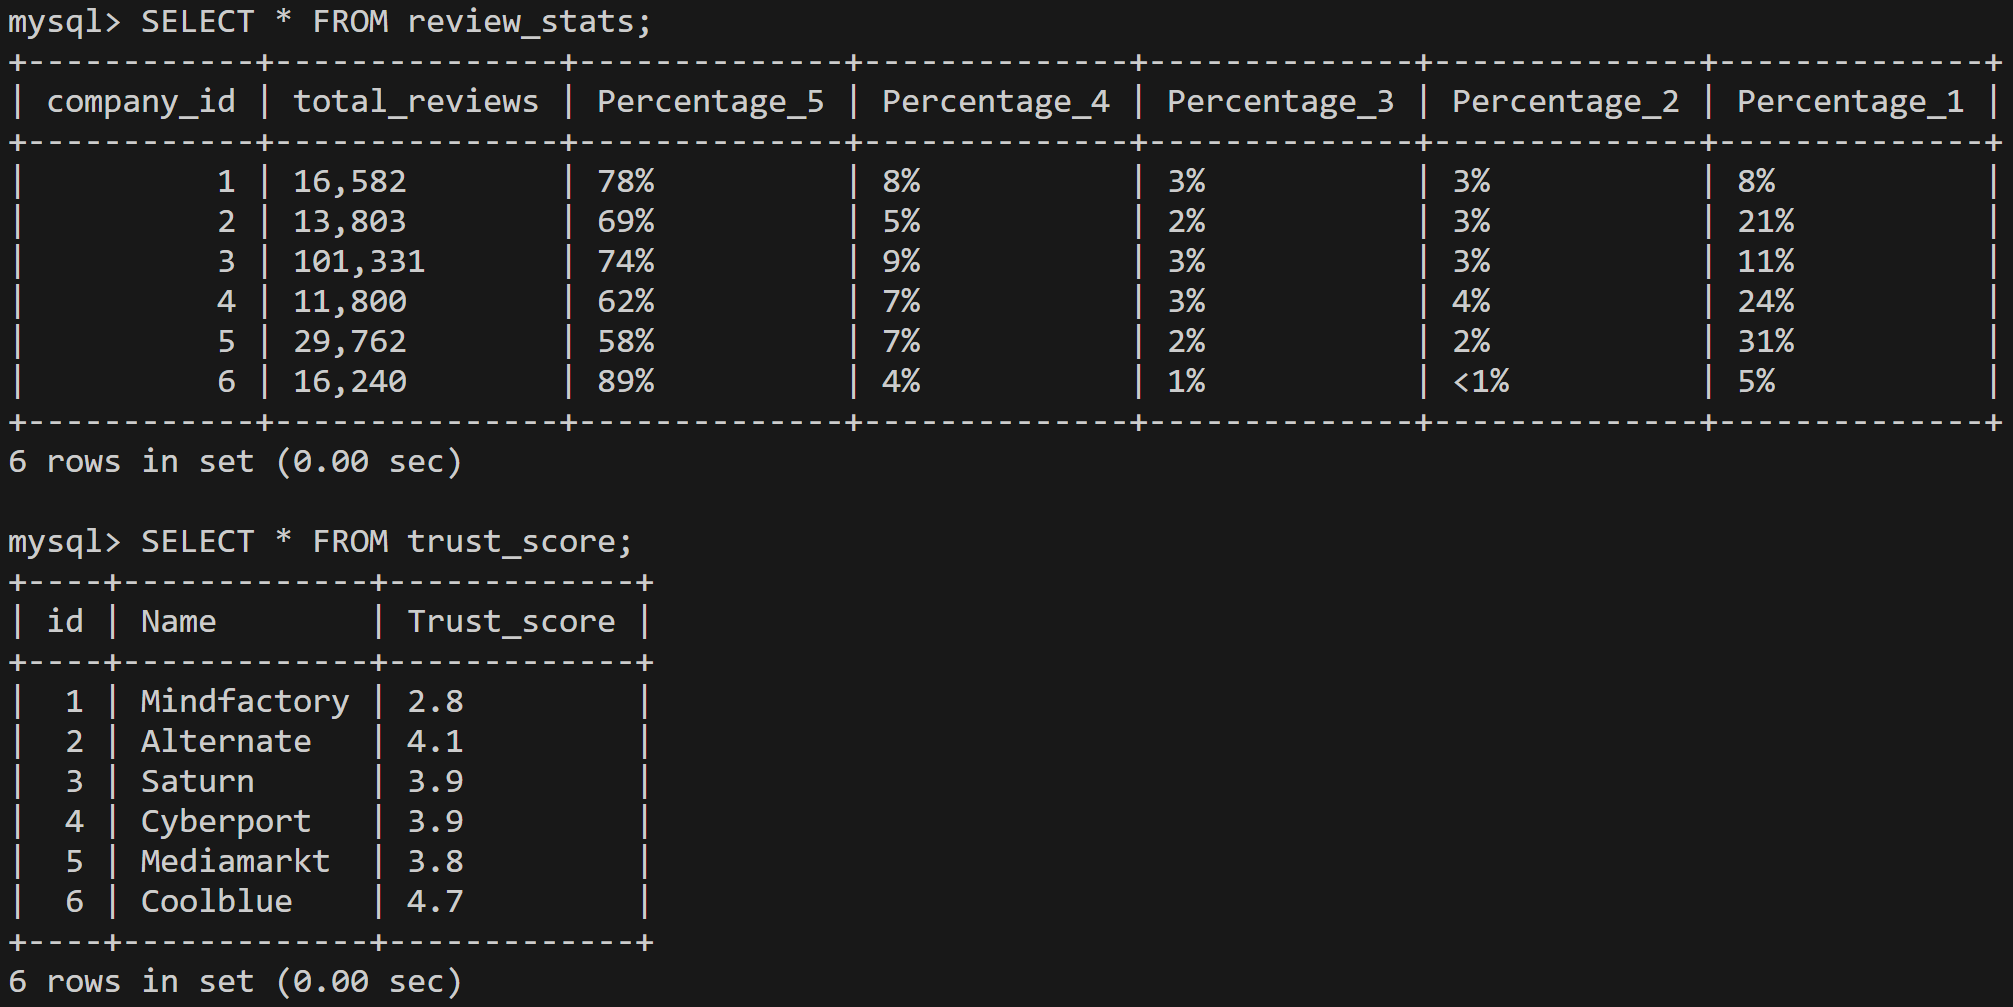 mysql> SELECT * FROM review_stats;
+------------+---------------+--------------+--------------+--------------+--------------+--------------+
| company_id | total_reviews | Percentage_5 | Percentage_4 | Percentage_3 | Percentage_2 | Percentage_1 |
+------------+---------------+--------------+--------------+--------------+--------------+--------------+
|          1 | 16,582        | 78%          | 8%           | 3%           | 3%           | 8%           |
|          2 | 13,803        | 69%          | 5%           | 2%           | 3%           | 21%          |
|          3 | 101,331       | 74%          | 9%           | 3%           | 3%           | 11%          |
|          4 | 11,800        | 62%          | 7%           | 3%           | 4%           | 24%          |
|          5 | 29,762        | 58%          | 7%           | 2%           | 2%           | 31%          |
|          6 | 16,240        | 89%          | 4%           | 1%           | <1%          | 5%           |
+------------+---------------+--------------+--------------+--------------+--------------+--------------+
6 rows in set (0.00 sec)

mysql> SELECT * FROM trust_score;
+----+-------------+-------------+
| id | Name        | Trust_score |
+----+-------------+-------------+
|  1 | Mindfactory | 2.8         |
|  2 | Alternate   | 4.1         |
|  3 | Saturn      | 3.9         |
|  4 | Cyberport   | 3.9         |
|  5 | Mediamarkt  | 3.8         |
|  6 | Coolblue    | 4.7         |
+----+-------------+-------------+
6 rows in set (0.00 sec)